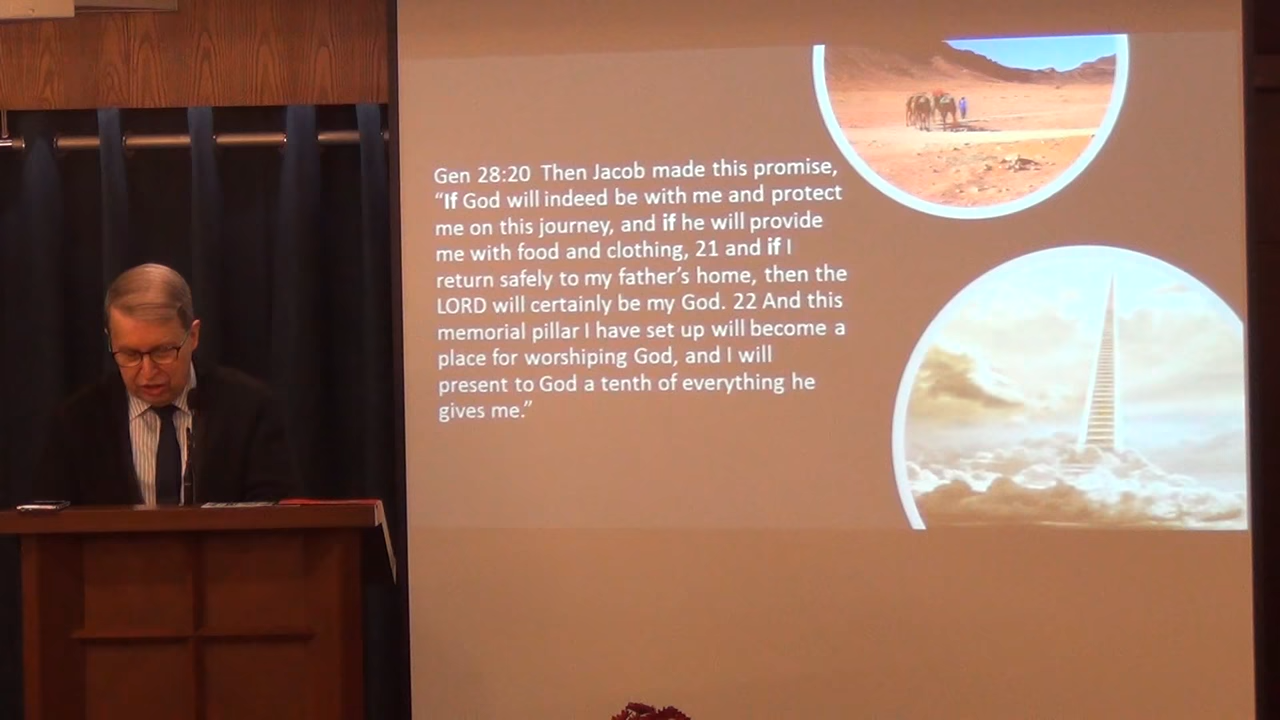 Gen 28:20 Then Jacob made this promise,
“If God will indeed be with me and protect
me on this journey, and if he will provide
me with food and clothing, 21 and if I
return safely to my father’s home, then the
LORD will certainly be my God. 22 And this
memorial pillar I have set up will become a
place for worshiping God, and I will
present to God a tenth of everything he
gives me.”